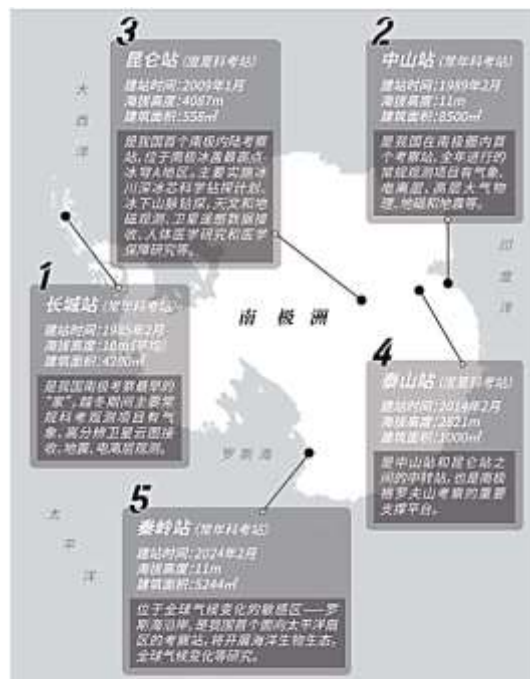 3
昆仑站 (度夏科考站)
建站时间:2009年1月
海拔高度:4087m
建筑面积:558㎡
是我国首个南极内陆考察
站,位于南极冰盖最高点
冰穹A地区。主要实施冰
川深冰芯科学钻探计划、
冰下山脉钻探,天文和地
磁观测、卫星遥感数据接
收、人体医学研究和医学
保障研究等。
2
中山站 (常年科考站)
建站时间:1989年2月
海拔高度:11m
建筑面积:8500㎡
是我国在南极圈内首
个考察站,全年进行的
常规观测项目有气象、
电离层、高层大气物
理、地磁和地震等。
大
西
洋
印
度
洋
1
长城站 (常年科考站)
建站时间:1985年2月
海拔高度:10m(平均)
建筑面积:4200㎡
是我国南极考察最早的
“家”,越冬期间主要常
规科考观测项目有气
象、高分辨卫星云图接
收、地震、电离层观测。
南 极 洲
4
泰山站 (度夏科考站)
建站时间:2014年2月
海拔高度:2621m
建筑面积:1000㎡
是中山站和昆仑站之
间的中转站,也是南极
格罗夫山考察的重要
支撑平台。
罗斯海
太
平
洋
5
秦岭站 (常年科考站)
建站时间:2024年2月
海拔高度:11m
建筑面积:5244㎡
位于全球气候变化的敏感区——罗
斯海沿岸,是我国首个面向太平洋扇
区的考察站,将开展海洋生物生态、
全球气候变化等研究。